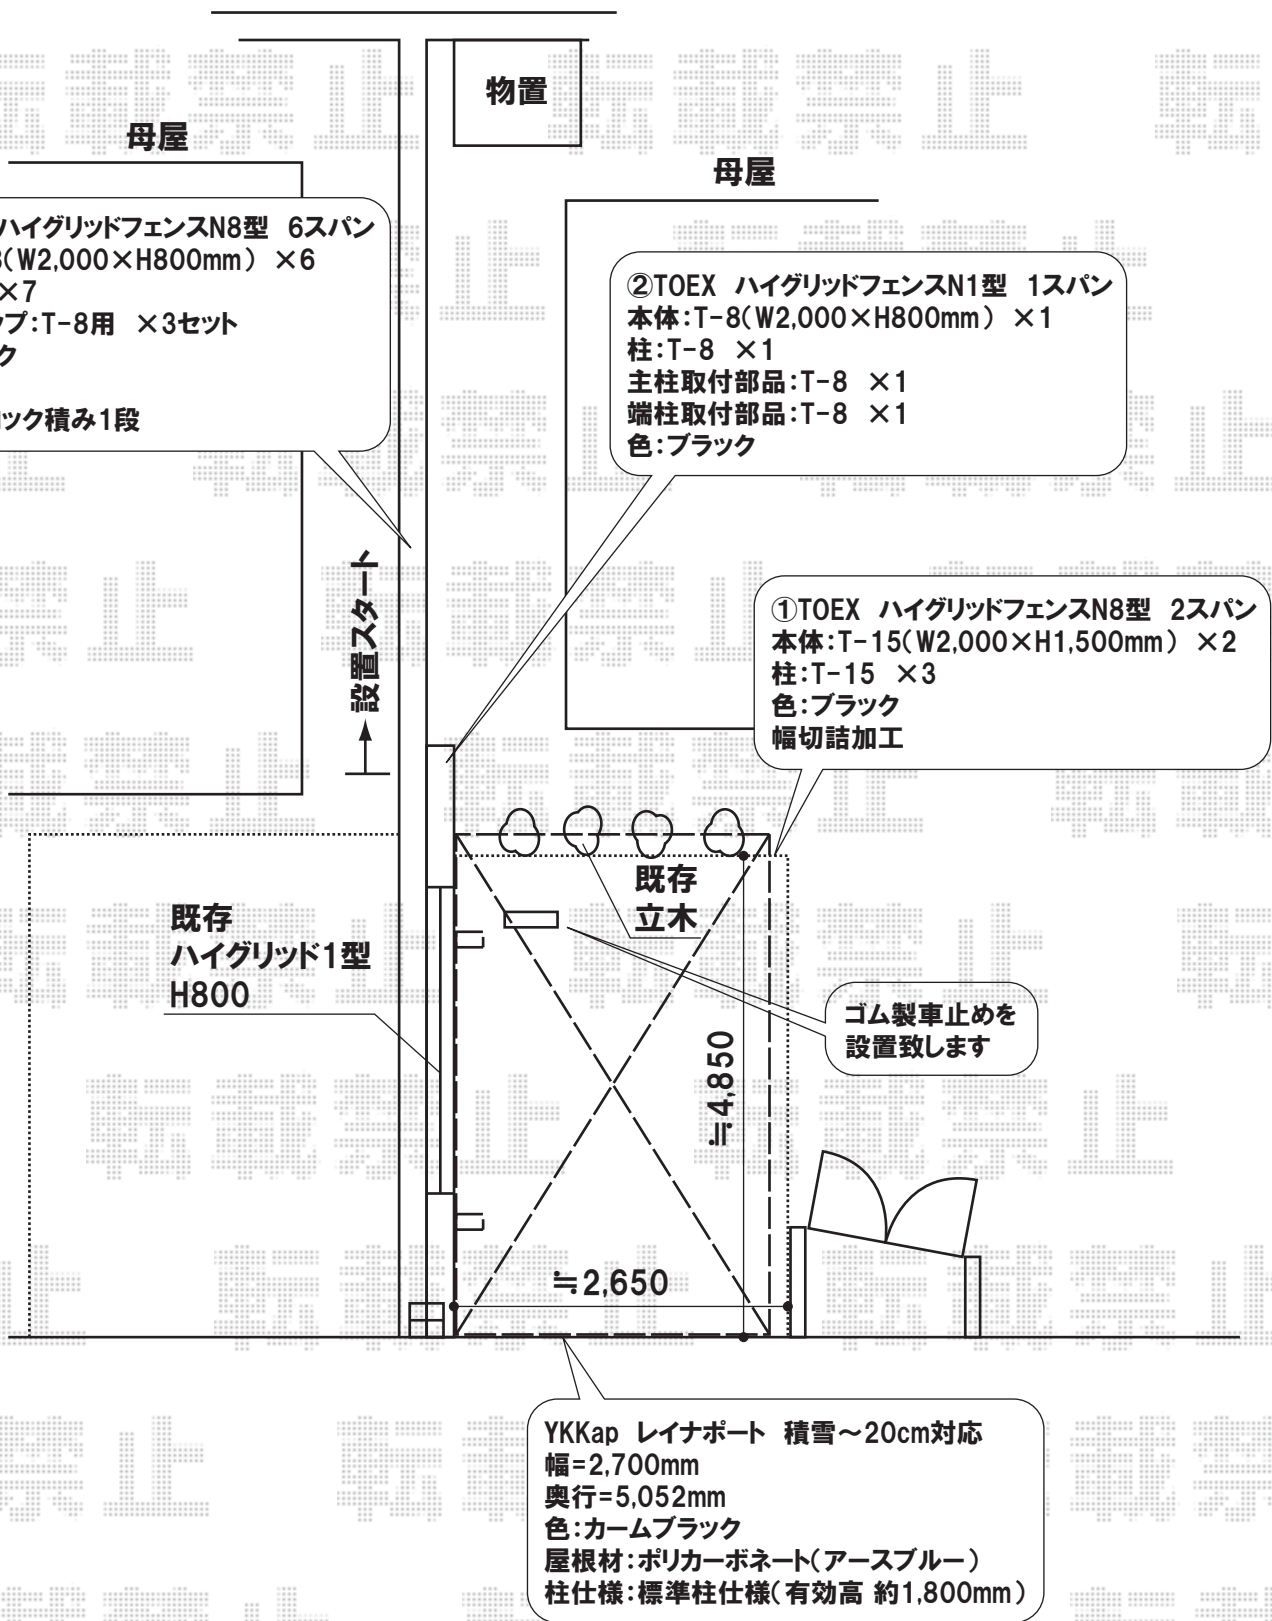 物置
母屋
母屋
ハイグリッドフェンスN8型 6スパン
(W2,000×H800mm) ×6
×7
プ:T-8用 ×3セット
ック積み1段
②TOEX ハイグリッドフェンスN1型 1スパン
本体:T-8(W2,000×H800mm) ×1
柱:T-8 ×1
主柱取付部品:T-8 ×1
端柱取付部品:T-8 ×1
色:ブラック
設置スタート
①TOEX ハイグリッドフェンスN8型 2スパン
本体:T-15(W2,000×H1,500mm) ×2
柱:T-15 ×3
色:ブラック
幅切詰加工
既存
立木
既存
ハイグリッド1型
H800
ゴム製車止めを
設置致します
≒4,850
≒2,650
YKKap レイナポート 積雪~20cm対応
幅=2,700mm
奥行=5,052mm
色:カームブラック
屋根材:ポリカーボネート(アースブルー)
柱仕様:標準柱仕様(有効高 約1,800mm)
転載禁止